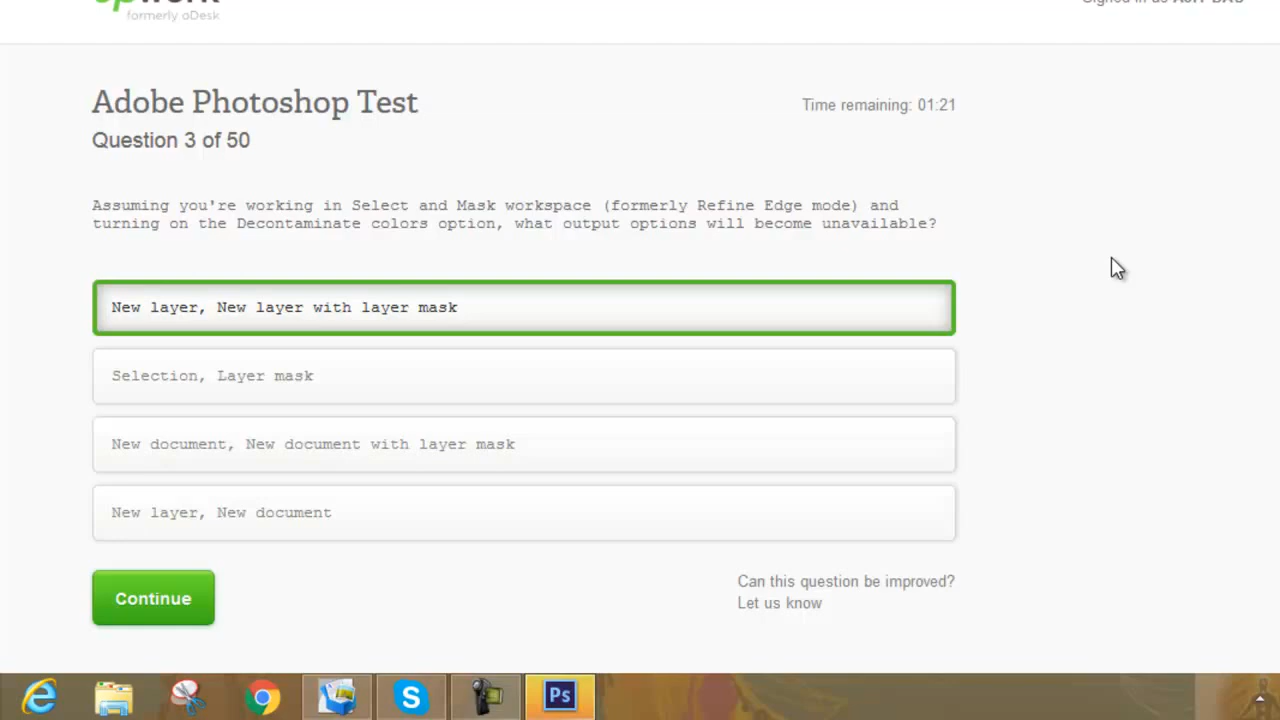 formerly oDesk
Adobe Photoshop Test
Time remaining: 01:21
Question 3 of 50
Assuming you're working in Select and Mask workspace (formerly Refine Edge mode) and
turning on the Decontaminate colors option, what output options will become unavailable?
New layer, New layer with layer mask
Selection, Layer mask
New document, New document with layer mask
New layer, New document
Continue
Can this question be improved?
Let us know
Ps